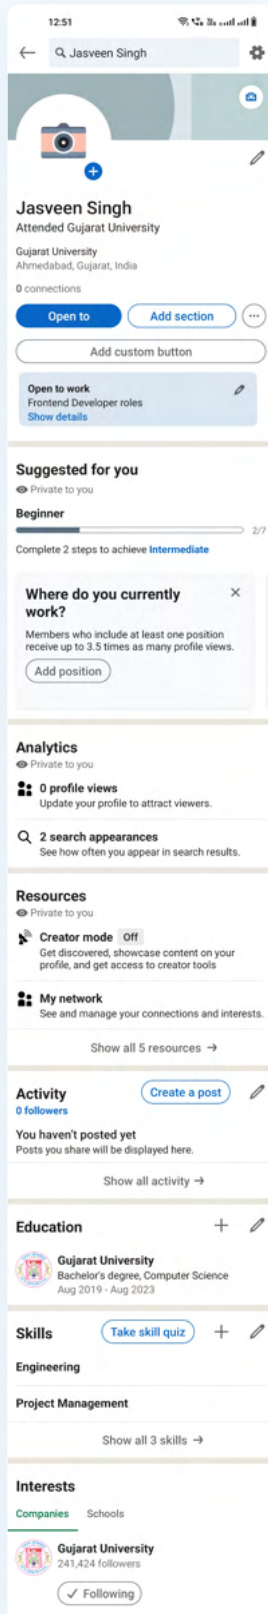 12:51
Jasveen Singh
Jasveen Singh
Attended Gujarat University
Gujarat University
Ahmedabad, Gujarat, India
0 connections
Open to
Add section
Add custom button
Open to work
Frontend Developer roles
Show details
Suggested for you
Private to you
Beginner
2/7
Complete 2 steps to achieve Intermediate
Where do you currently
work?
Members who include at least one position
receive up to 3.5 times as many profile views.
Add position
Analytics
Private to you
0 profile views
Update your profile to attract viewers.
2 search appearances
See how often you appear in search results.
Resources
Private to you
Creator mode Off
Get discovered, showcase content on your
profile, and get access to creator tools
My network
See and manage your connections and interests.
Show all 5 resources →
Activity
Create a post
0 followers
You haven't posted yet
Posts you share will be displayed here.
Show all activity →
Education
Gujarat University
Bachelor's degree, Computer Science
Aug 2019 - Aug 2023
Skills
Take skill quiz
Engineering
Project Management
Show all 3 skills →
Interests
Companies Schools
Gujarat University
241,424 followers
✓ Following